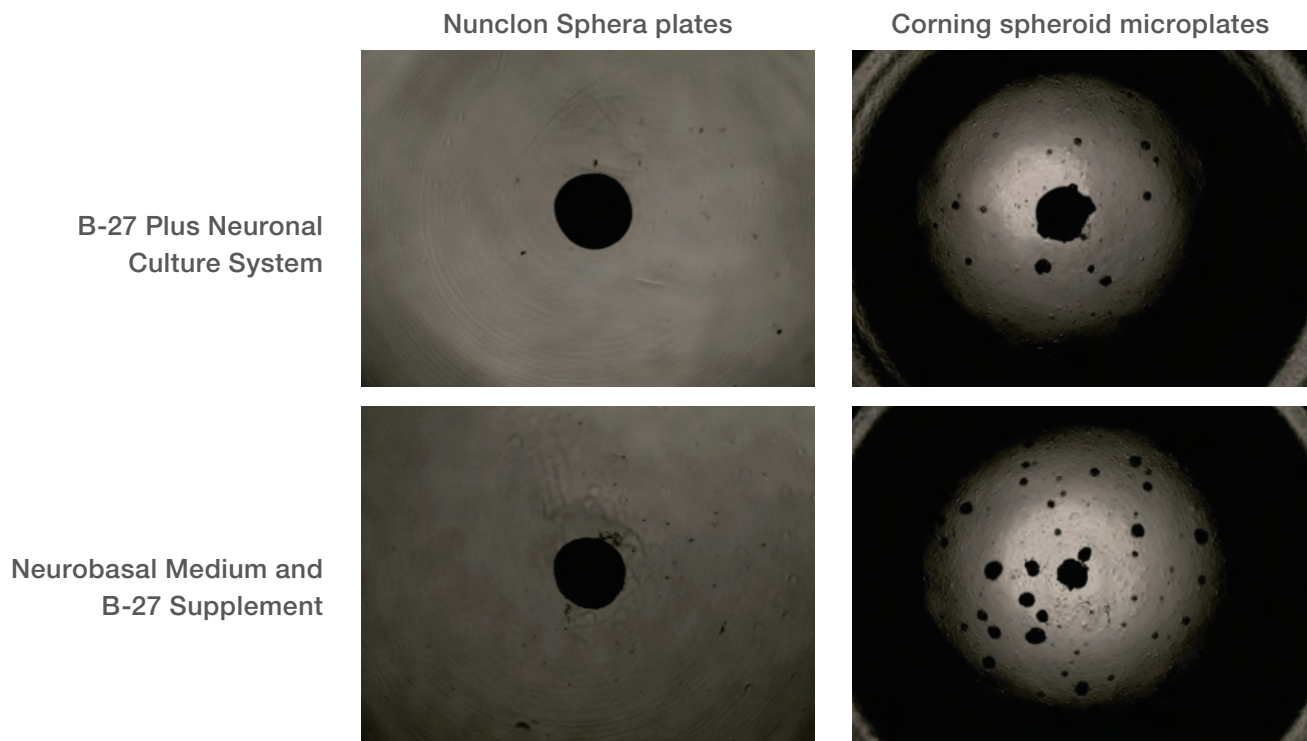 Nunclon Sphera plates
Corning spheroid microplates
B-27 Plus Neuronal
Culture System
Neurobasal Medium and
B-27 Supplement